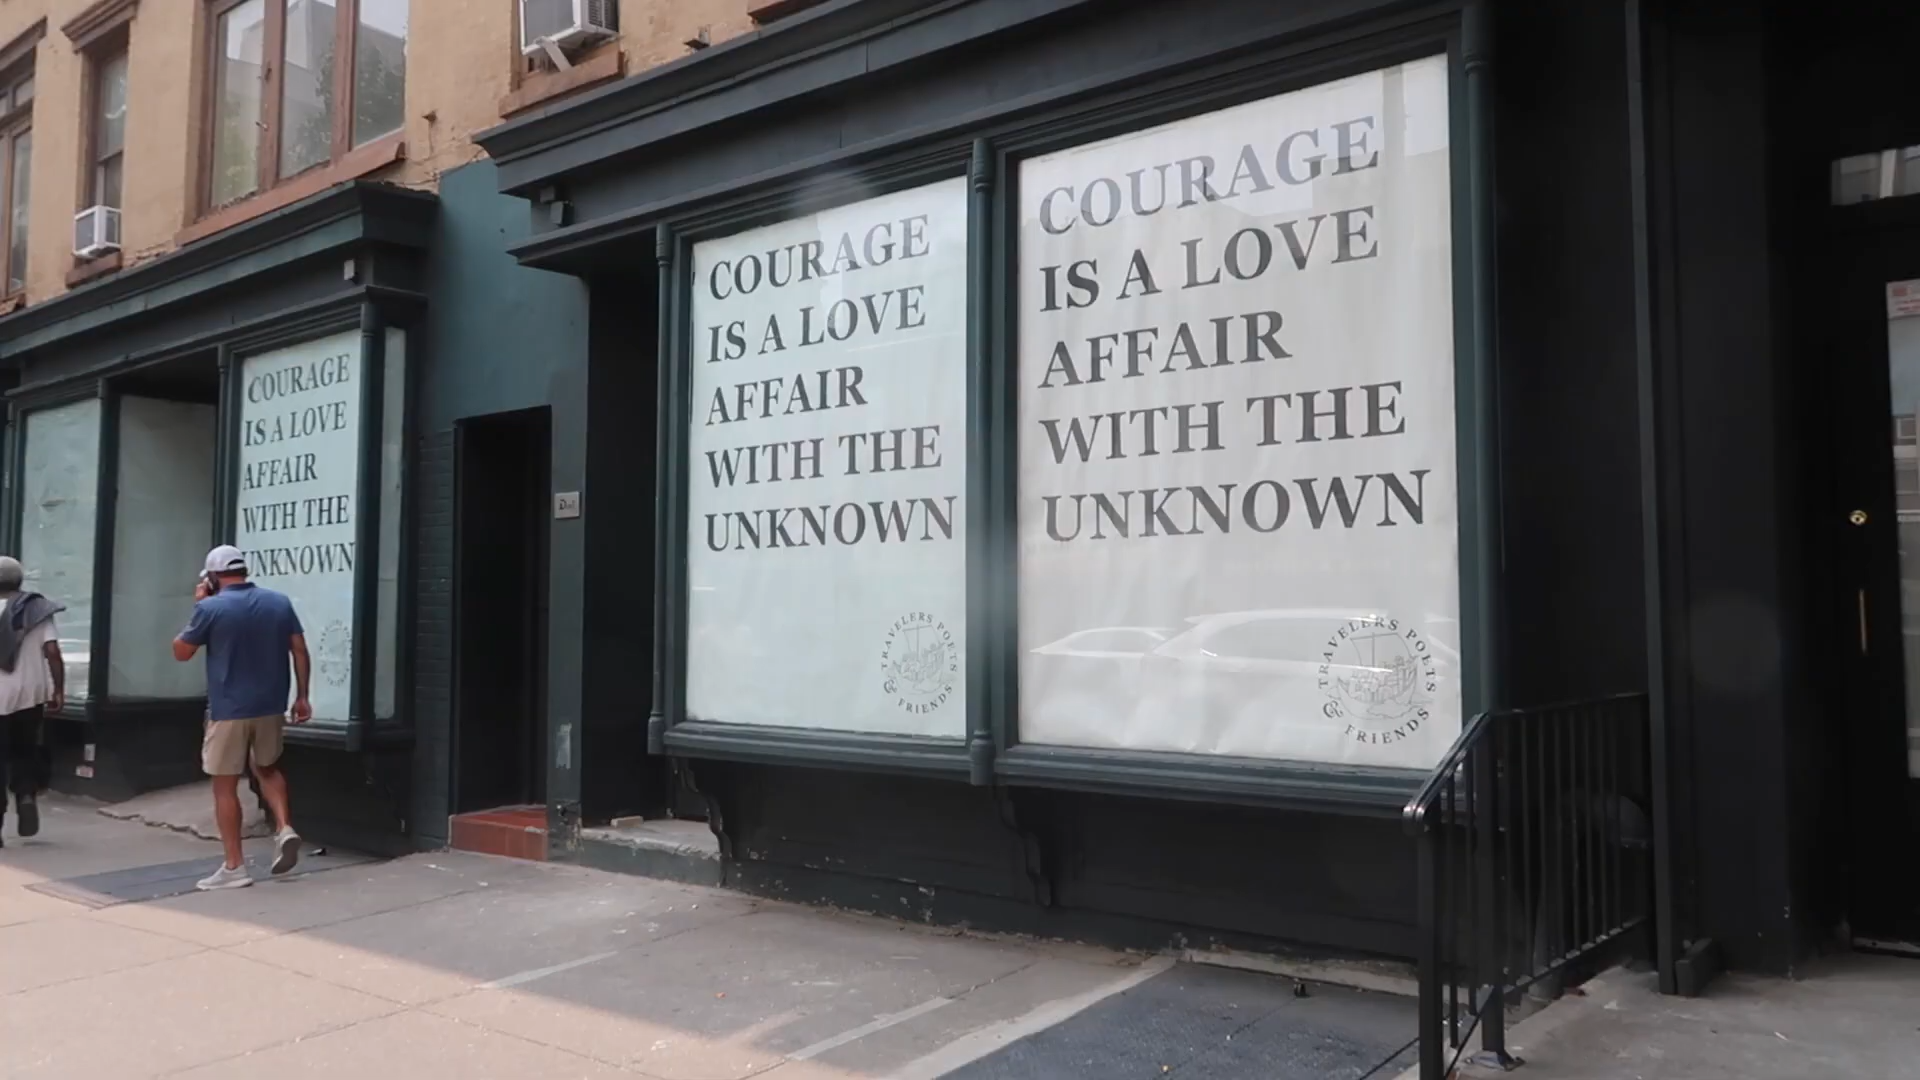 COURAGE
IS A LOVE
AFFAIR
WITH THE
UNKNOWN
COURAGE
IS A LOVE
AFFAIR
WITH THE
UNKNOWN
TRAVELERS POETS
& FRIENDS
COURAGE
IS A LOVE
AFFAIR
WITH THE
UNKNOWN
TRAVELERS POETS
& FRIENDS